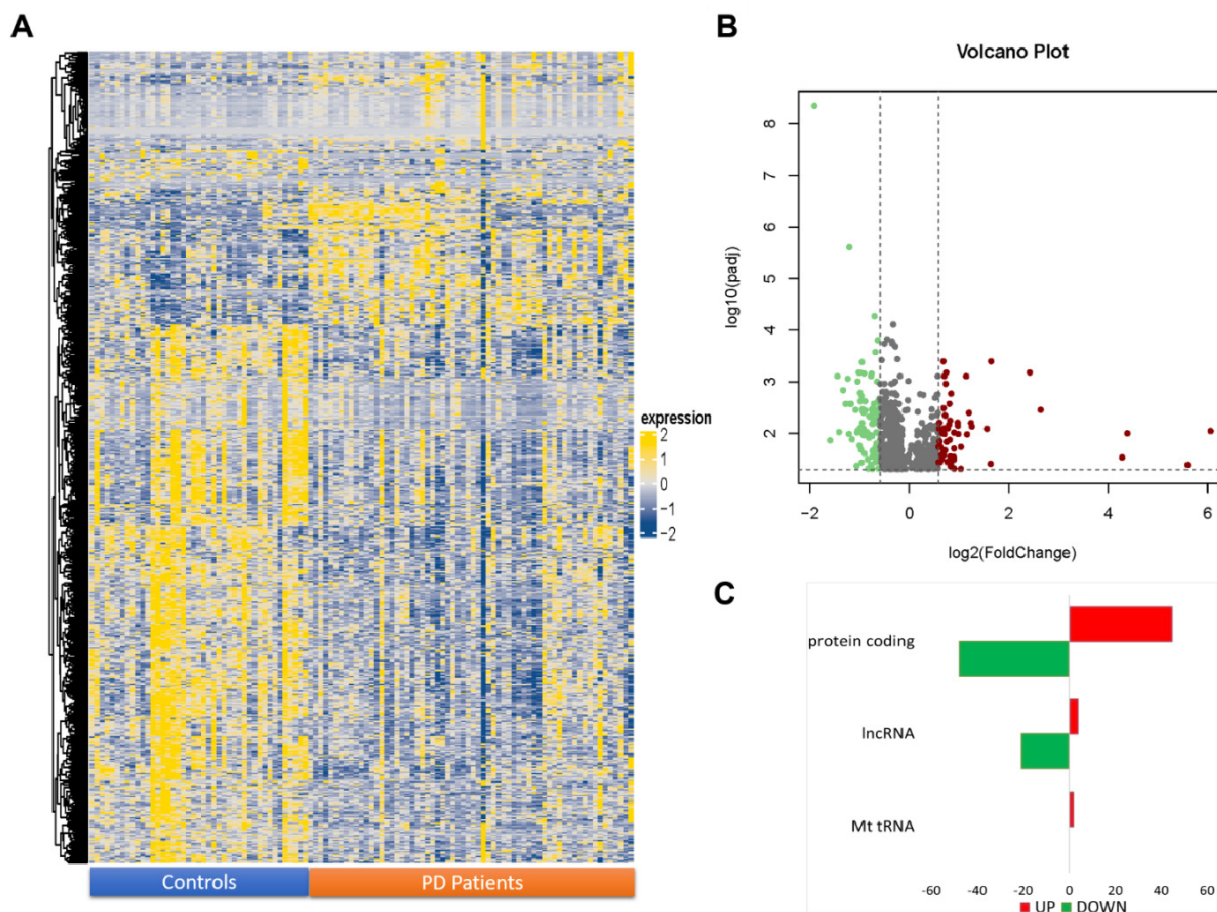 A
expression
2
1
0
-1
-2
Controls
PD Patients
B
Volcano Plot
log10(padj)
8
7
6
5
4
3
2
-2 0 2 4 6
log2(FoldChange)
C
protein coding
lncRNA
Mt tRNA
-60 -40 -20 0 20 40 60
UP DOWN